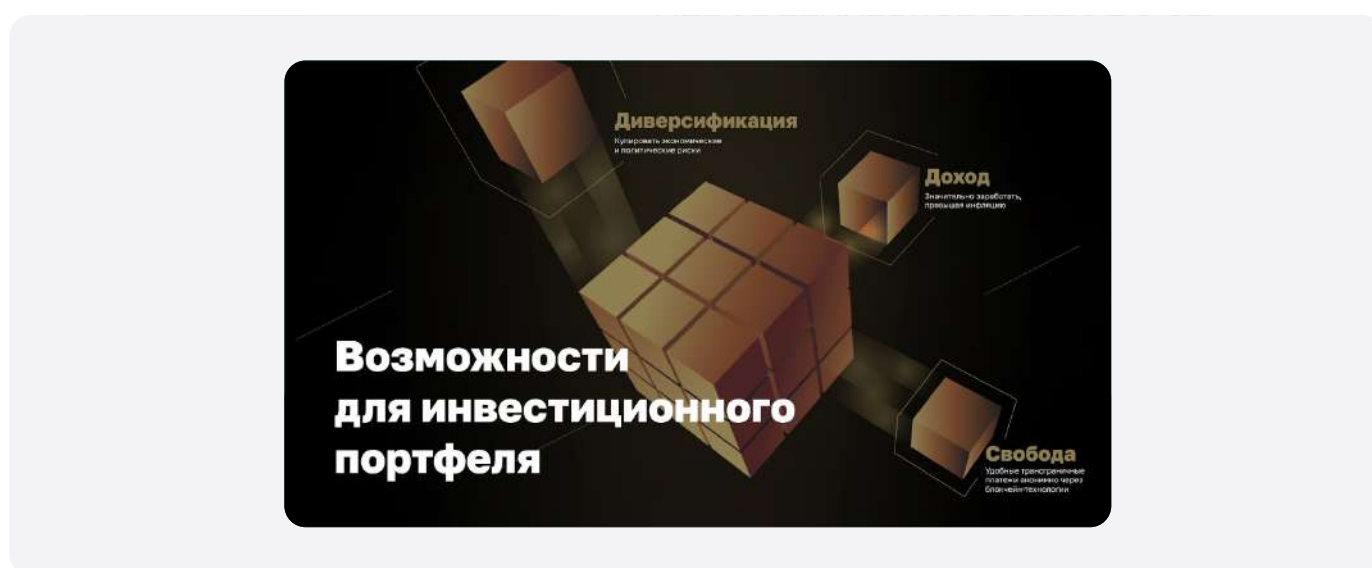 Диверсификация
Купировать экономические
и политические риски
Доход
Значительно заработать,
превышая инфляцию
Возможности
для инвестиционного
портфеля
Свобода
Удобные трансграничные
платежи анонимно через
блокчейн-технологии